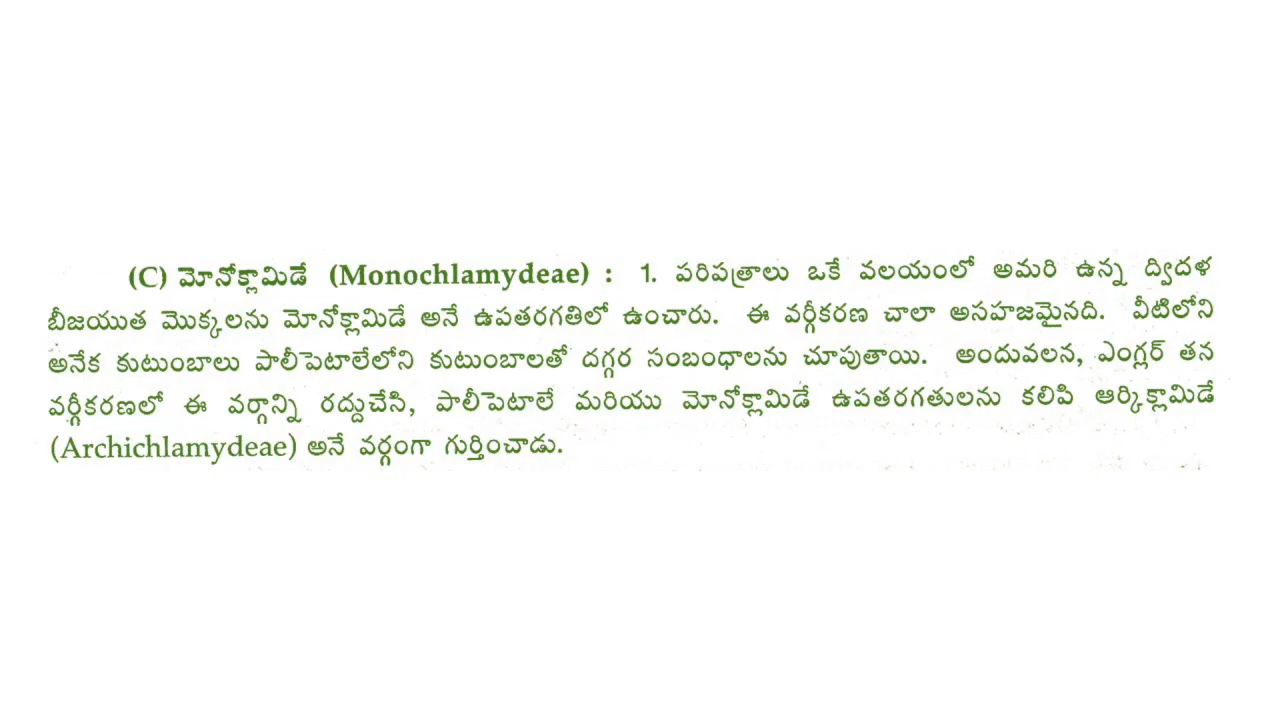 (C) మోనోక్లామిడే (Monochlamydeae) : 1. పరిపత్రాలు ఒకే వలయంలో అమరి ఉన్న ద్విదళ
బీజయుత మొక్కలను మోనోక్లామిడే అనే ఉపతరగతిలో ఉంచారు. ఈ వర్గీకరణ చాలా అసహజమైనది. వీటిలోని
అనేక కుటుంబాలు పాలీపెటాలేలోని కుటుంబాలతో దగ్గర సంబంధాలను చూపుతాయి. అందువలన, ఎంగ్లర్ తన
వర్గీకరణలో ఈ వర్గాన్ని రద్దుచేసి, పాలీపెటాలే మరియు మోనోక్లామిడే ఉపతరగతులను కలిపి ఆర్కిక్లామిడే
(Archichlamydeae) అనే వర్గంగా గుర్తించాడు.